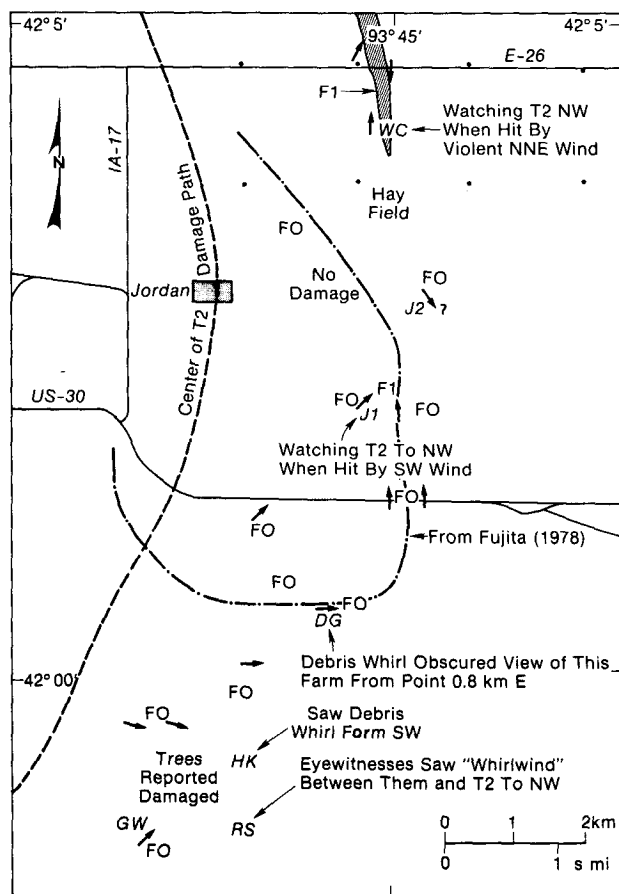 42° 5′
93° 45′
42° 5′
E-26
F1
WC
Watching T2 NW
When Hit By
Violent NNE Wind
N
IA-17
Hay
Field
FO
Damage Path
No
Damage
FO
Jordan
J2
?
Center of T2
US-30
FO
F1
J1
FO
Watching T2 To NW
When Hit By SW Wind
FO
FO
From Fujita (1978)
FO
FO
DG
42° 00′
Debris Whirl Obscured View of This
Farm From Point 0.8 km E
FO
FO
Saw Debris
Whirl Form SW
Trees
Reported
Damaged
HK
Eyewitnesses Saw "Whirlwind"
Between Them and T2 To NW
GW
RS
FO
0 1 2km
0 1 s mi